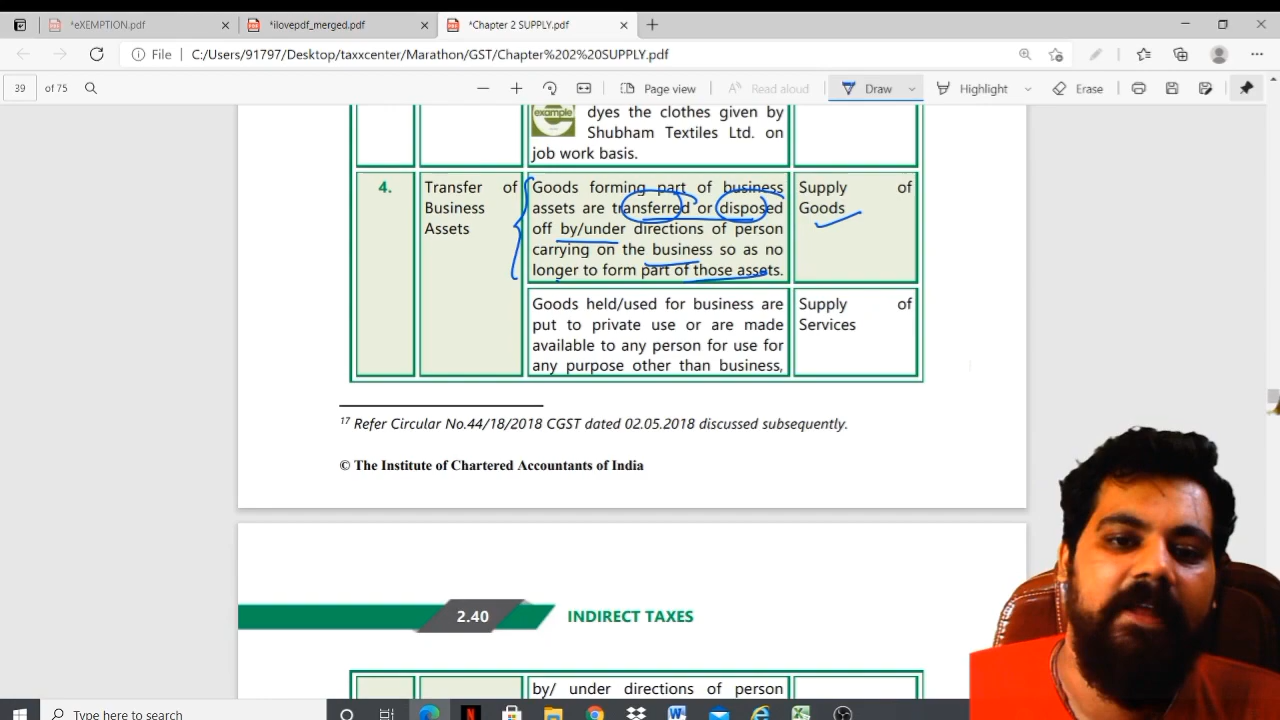 *eXEMPTION.pdf
*ilovepdf_merged.pdf
*Chapter 2 SUPPLY.pdf
File
C:/Users/91797/Desktop/taxxcenter/Marathon/GST/Chapter%202%20SUPPLY.pdf
39 of 75
Page view
Read aloud
Draw
Highlight
Erase
example
dyes the clothes given by
Shubham Textiles Ltd. on
job work basis.
4.
Transfer of
Business
Assets
Goods forming part of business
assets are transferred or disposed
off by/under directions of person
carrying on the business so as no
longer to form part of those assets.
Supply of
Goods
Goods held/used for business are
put to private use or are made
available to any person for use for
any purpose other than business,
Supply of
Services
17 Refer Circular No.44/18/2018 CGST dated 02.05.2018 discussed subsequently.
© The Institute of Chartered Accountants of India
2.40
INDIRECT TAXES
by/ under directions of person
Type here to search